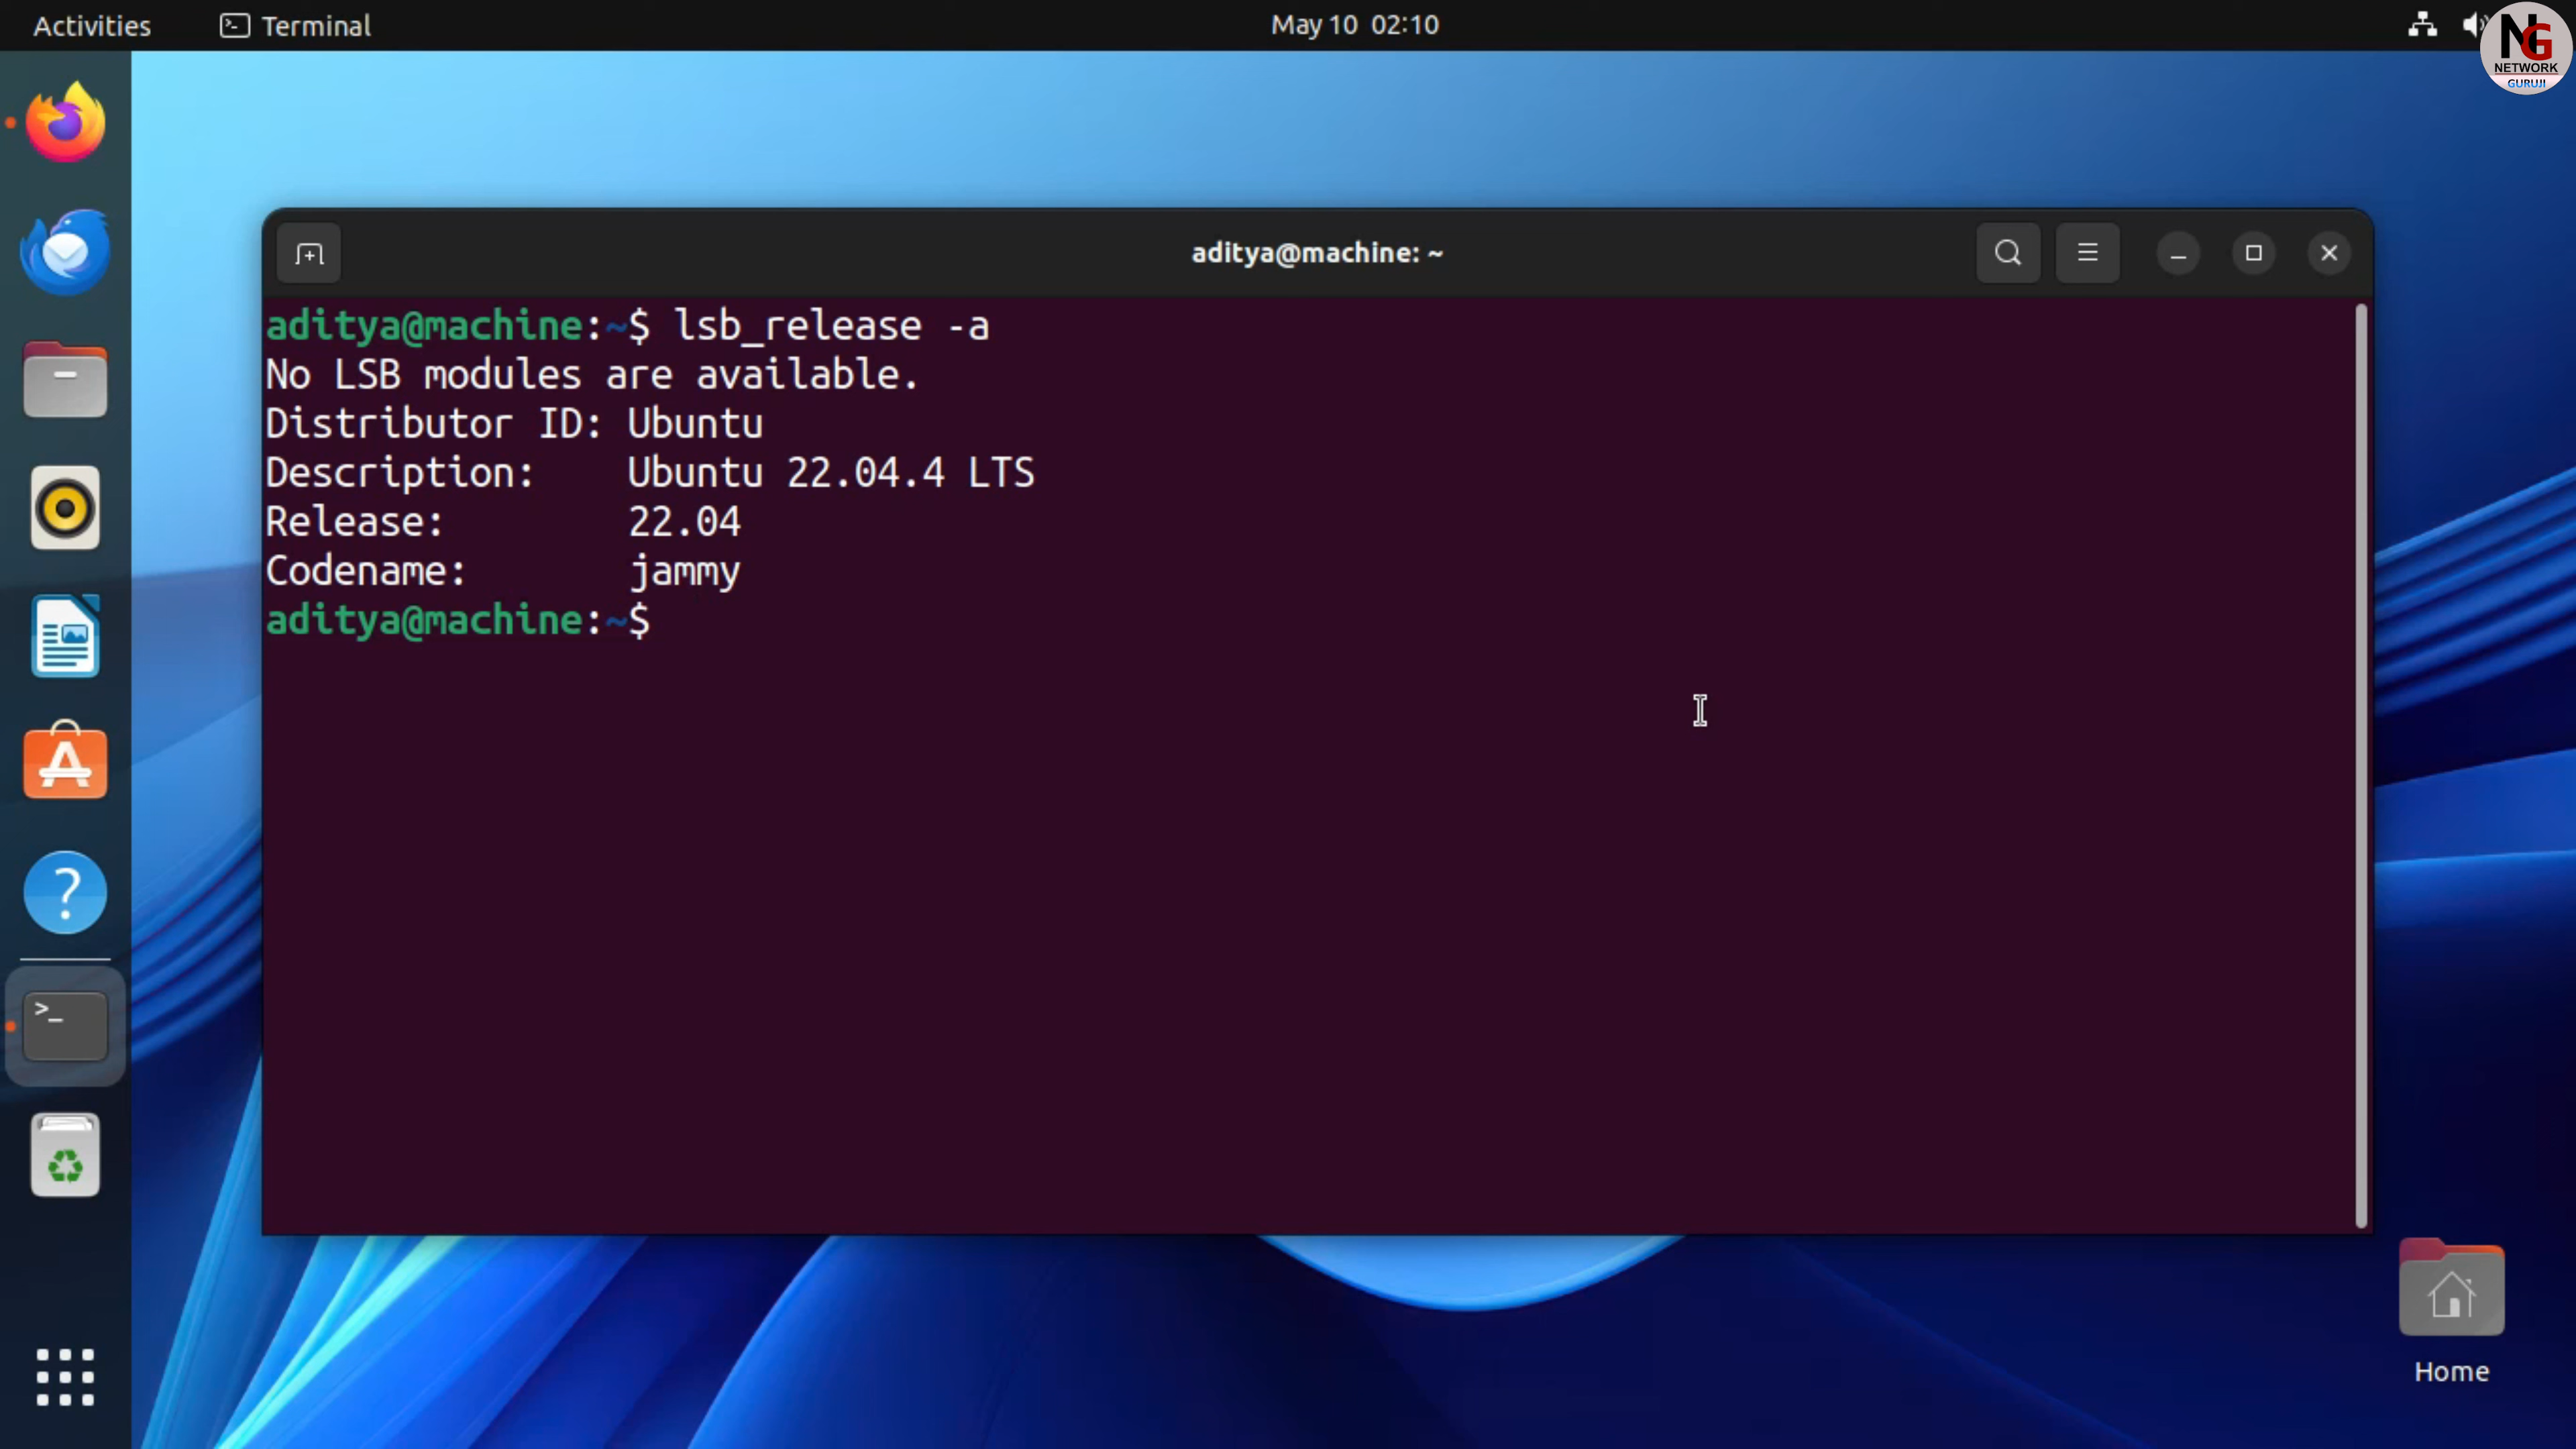 Activities
Terminal
May 10 02:10
NG
NETWORK
GURUJI
aditya@machine: ~
aditya@machine:~$ lsb_release -a
No LSB modules are available.
Distributor ID: Ubuntu
Description: Ubuntu 22.04.4 LTS
Release: 22.04
Codename: jammy
aditya@machine:~$
Home